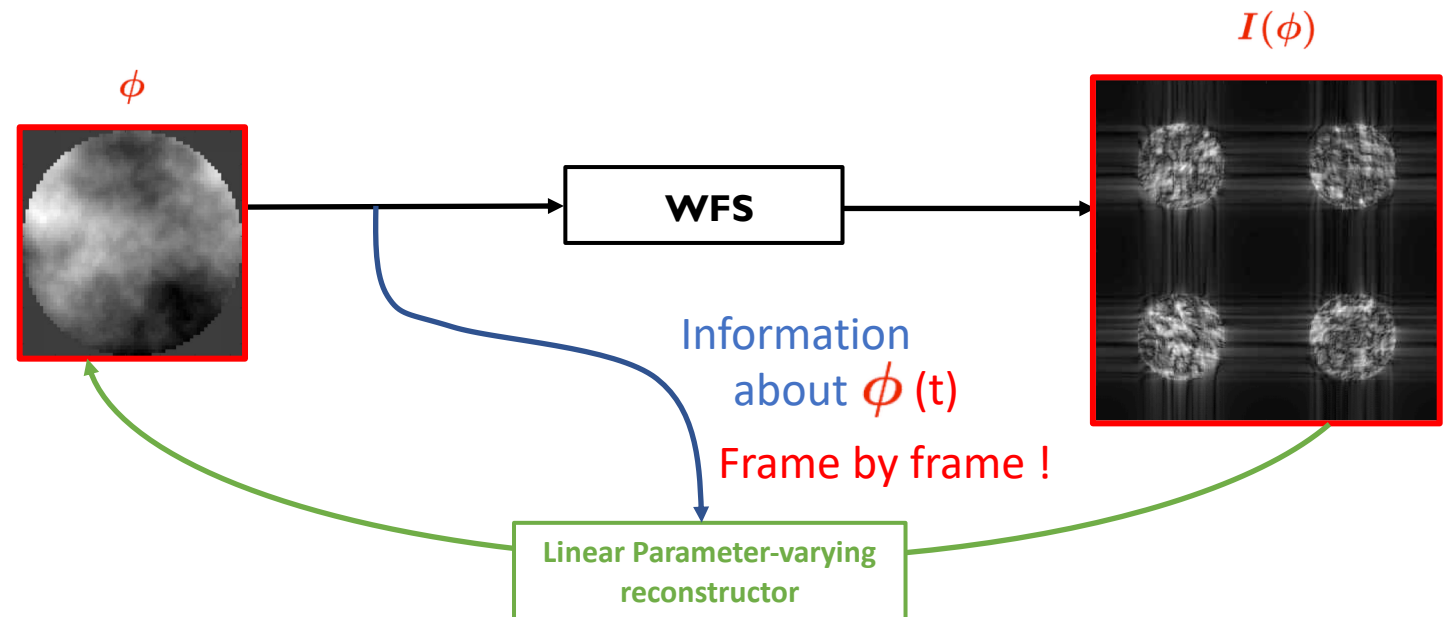 ϕ
I(ϕ)
WFS
Information
about ϕ (t)
Frame by frame !
Linear Parameter-varying
reconstructor